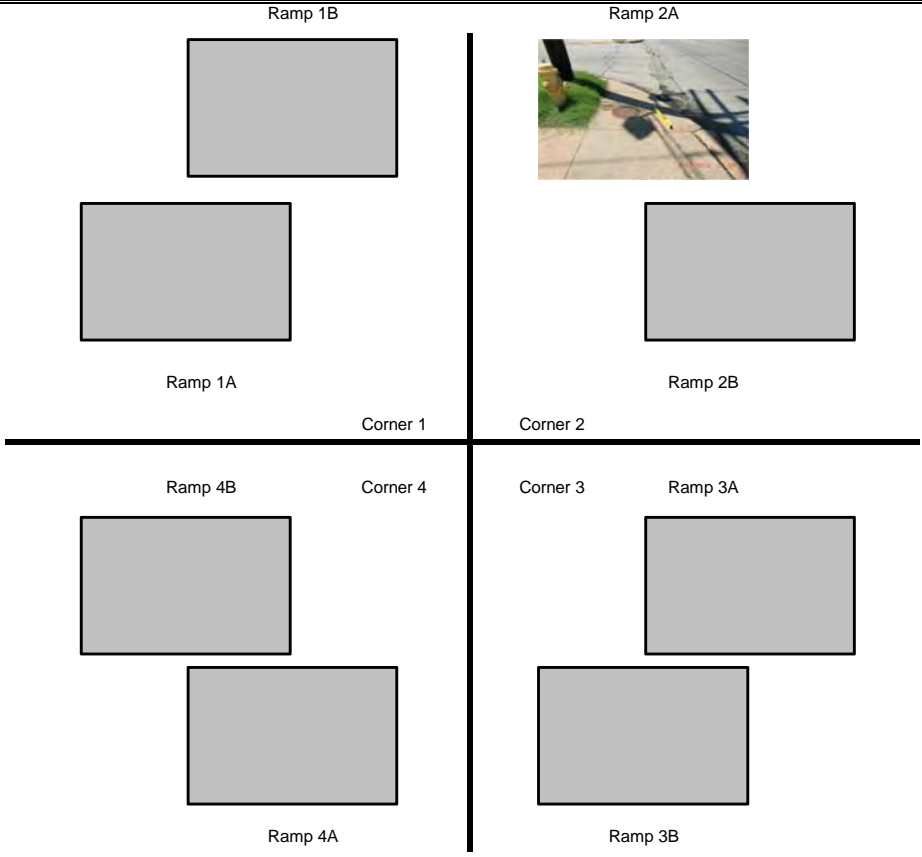 Ramp 1B Ramp 2A
Ramp 1A Ramp 2B
Corner 1 Corner 2
Ramp 4B Corner 4 Corner 3 Ramp 3A
Ramp 4A Ramp 3B